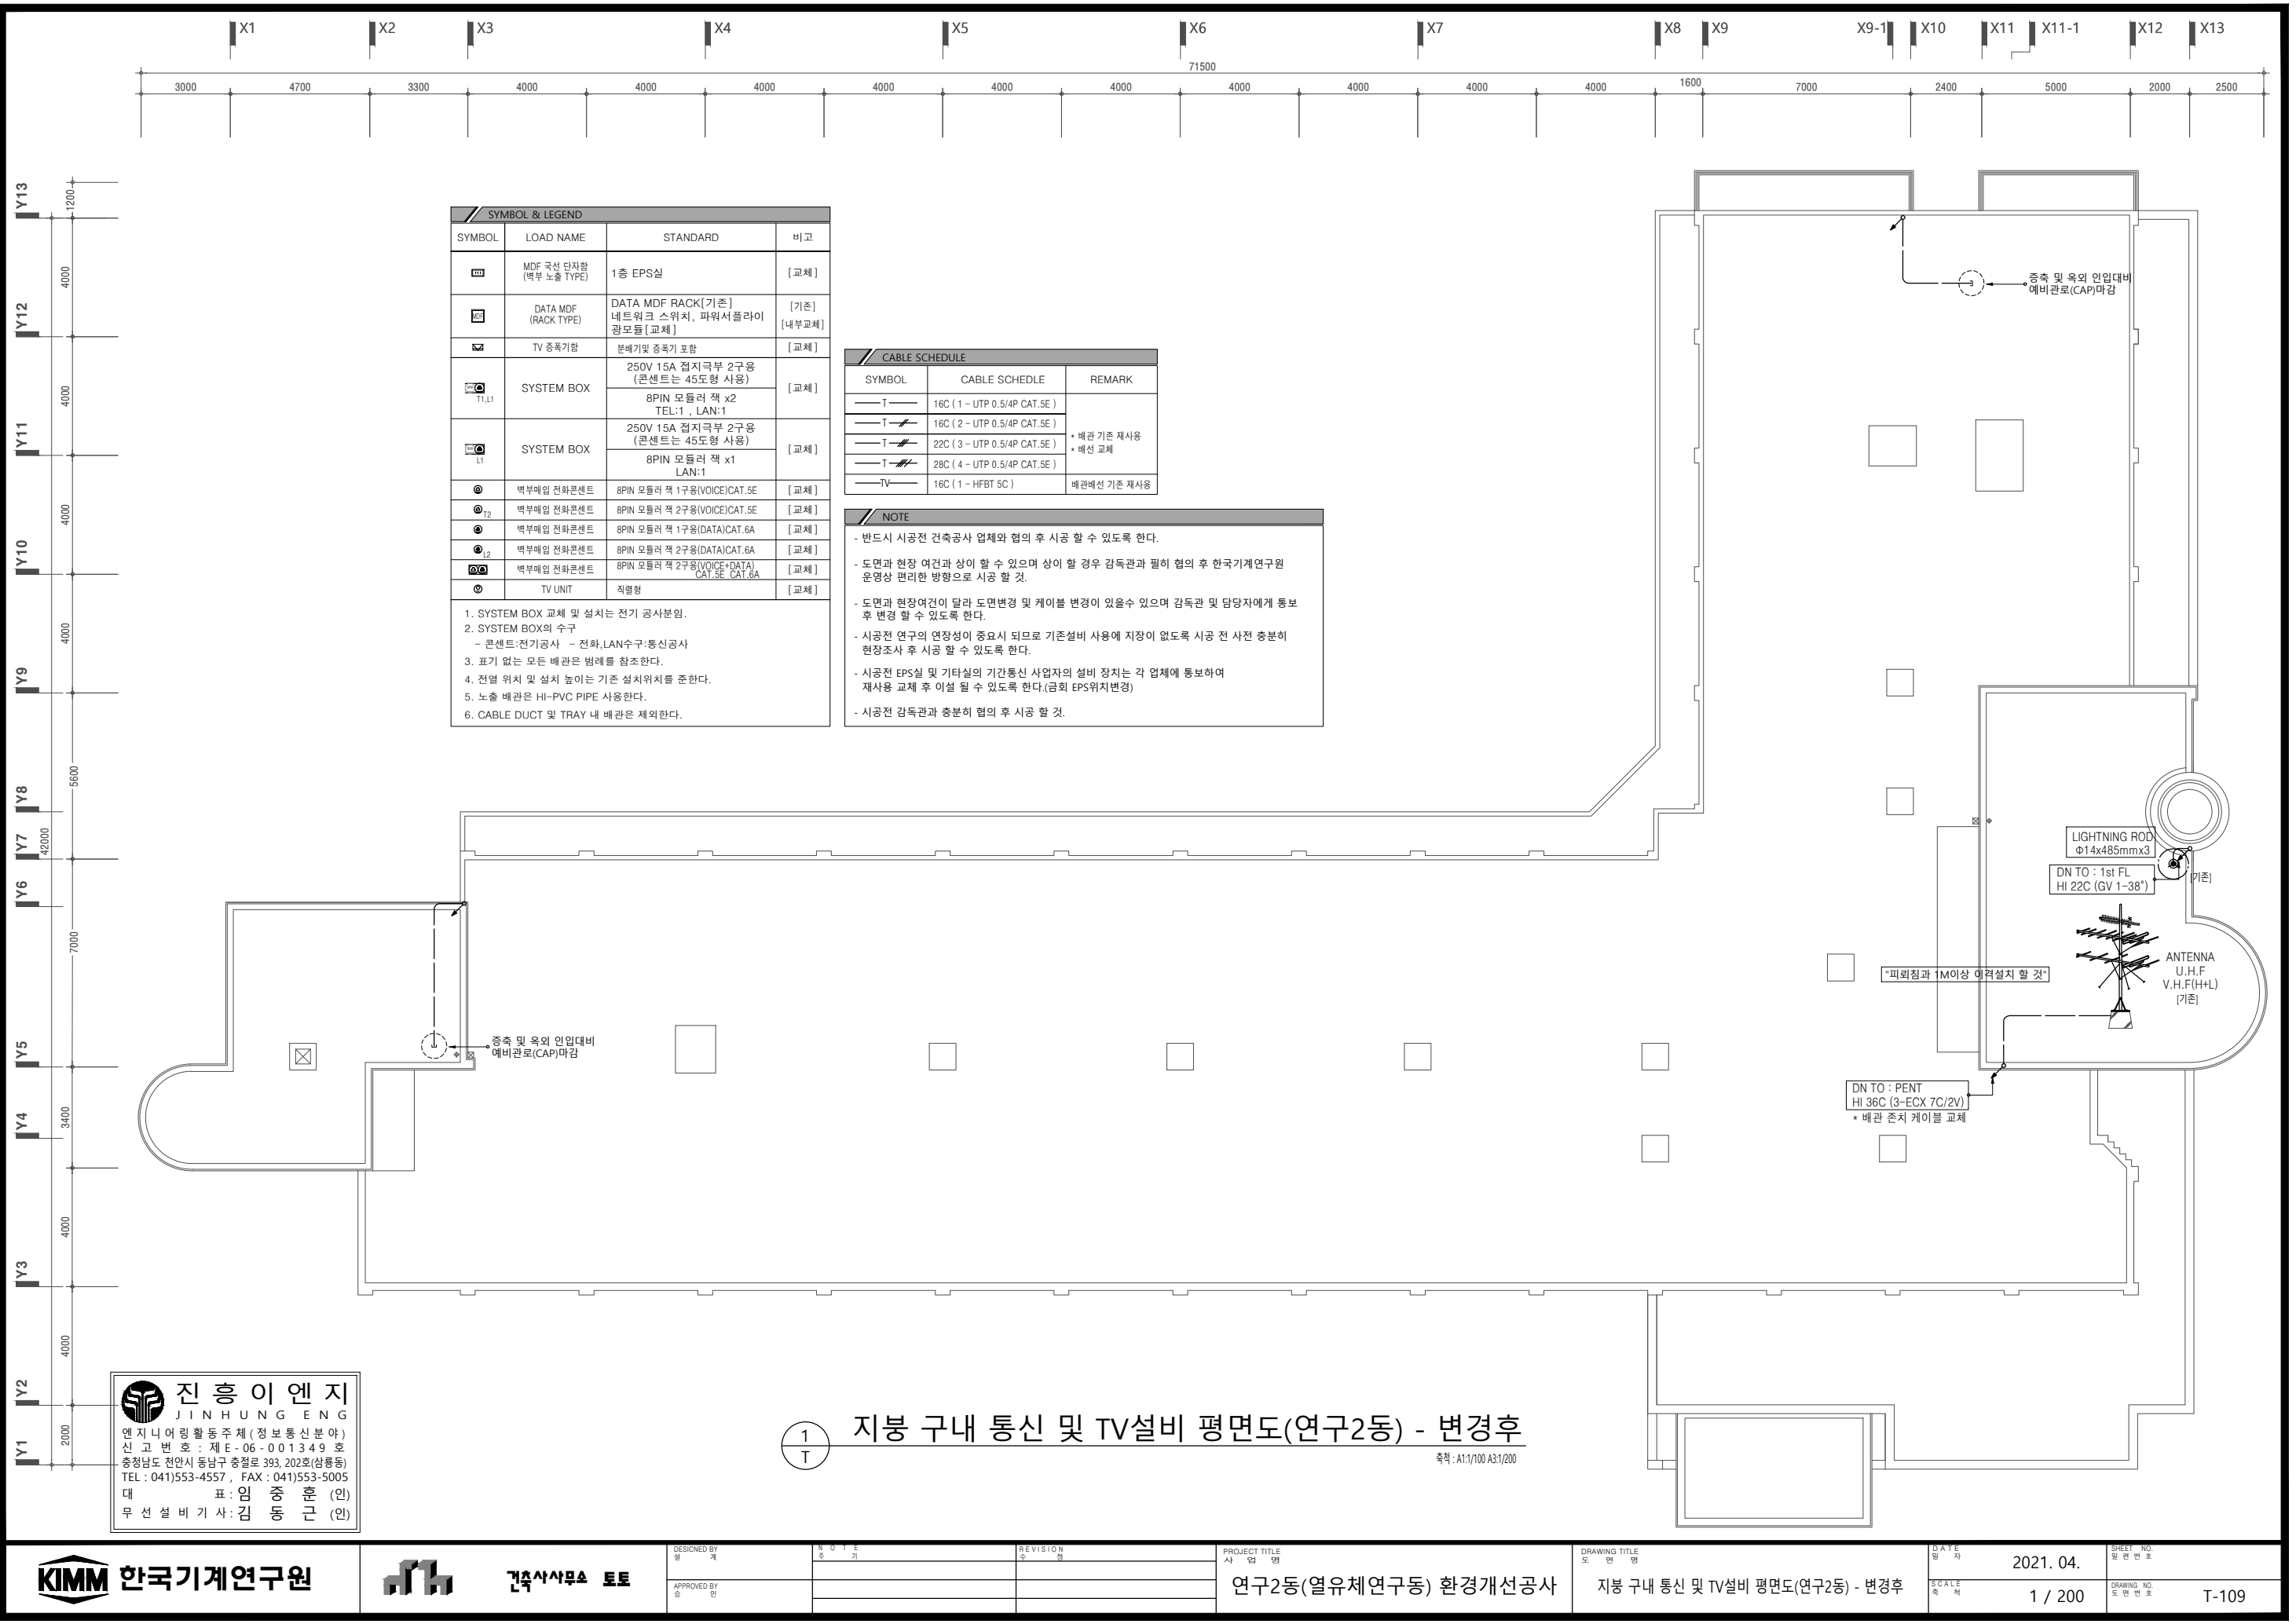 X1 X2 X3 X4 X5 X6 X7 X8 X9 X9-1 X10 X11 X11-1 X12 X13
71500
3000 4700 3300 4000 4000 4000 4000 4000 4000 4000 4000 4000 4000 1600 7000 2400 5000 2000 2500
Y13
1200
4000
Y12
4000
Y11
4000
Y10
4000
Y9
5600
Y8
42000
Y7
Y6
7000
Y5
3400
Y4
4000
Y3
4000
Y2
2000
Y1
SYMBOL & LEGEND
SYMBOL LOAD NAME STANDARD 비고
MDF 국선 단자함
(벽부 노출 TYPE)
1층 EPS실
[교체]
MDF
DATA MDF
(RACK TYPE)
DATA MDF RACK[기존]
네트워크 스위치, 파워서플라이
광모듈[교체]
[기존]
[내부교체]
TV 증폭기함 분배기및 증폭기 포함 [교체]
T1,L1
SYSTEM BOX
250V 15A 접지극부 2구용
(콘센트는 45도형 사용)
8PIN 모듈러 잭 x2
TEL:1 , LAN:1
[교체]
L1
SYSTEM BOX
250V 15A 접지극부 2구용
(콘센트는 45도형 사용)
8PIN 모듈러 잭 x1
LAN:1
[교체]
벽부매입 전화콘센트 8PIN 모듈러 잭 1구용(VOICE)CAT.5E [교체]
T2 벽부매입 전화콘센트 8PIN 모듈러 잭 2구용(VOICE)CAT.5E [교체]
벽부매입 전화콘센트 8PIN 모듈러 잭 1구용(DATA)CAT.6A [교체]
L2 벽부매입 전화콘센트 8PIN 모듈러 잭 2구용(DATA)CAT.6A [교체]
벽부매입 전화콘센트 8PIN 모듈러 잭 2구용(VOICE+DATA) [교체]
CAT.5E CAT.6A
TV UNIT 직렬형 [교체]
1. SYSTEM BOX 교체 및 설치는 전기 공사분임.
2. SYSTEM BOX의 수구
- 콘센트:전기공사 - 전화,LAN수구:통신공사
3. 표기 없는 모든 배관은 범례를 참조한다.
4. 전열 위치 및 설치 높이는 기존 설치위치를 준한다.
5. 노출 배관은 HI-PVC PIPE 사용한다.
6. CABLE DUCT 및 TRAY 내 배관은 제외한다.
CABLE SCHEDULE
SYMBOL CABLE SCHEDLE REMARK
T 16C ( 1 - UTP 0.5/4P CAT.5E )
T 16C ( 2 - UTP 0.5/4P CAT.5E )
T 22C ( 3 - UTP 0.5/4P CAT.5E )
T 28C ( 4 - UTP 0.5/4P CAT.5E )
* 배관 기존 재사용
* 배선 교체
TV 16C ( 1 - HFBT 5C ) 배관배선 기존 재사용
NOTE
- 반드시 시공전 건축공사 업체와 협의 후 시공 할 수 있도록 한다.
- 도면과 현장 여건과 상이 할 수 있으며 상이 할 경우 감독관과 필히 협의 후 한국기계연구원
운영상 편리한 방향으로 시공 할 것.
- 도면과 현장여건이 달라 도면변경 및 케이블 변경이 있을수 있으며 감독관 및 담당자에게 통보
후 변경 할 수 있도록 한다.
- 시공전 연구의 연장성이 중요시 되므로 기존설비 사용에 지장이 없도록 시공 전 사전 충분히
현장조사 후 시공 할 수 있도록 한다.
- 시공전 EPS실 및 기타실의 기간통신 사업자의 설비 장치는 각 업체에 통보하여
재사용 교체 후 이설 될 수 있도록 한다.(금회 EPS위치변경)
- 시공전 감독관과 충분히 협의 후 시공 할 것.
증축 및 옥외 인입대비
예비관로(CAP)마감
LIGHTNING ROD
Φ14x485mmx3
DN TO : 1st FL
HI 22C (GV 1-38°)
[기존]
"피뢰침과 1M이상 이격설치 할 것"
ANTENNA
U.H.F
V.H.F(H+L)
[기존]
증축 및 옥외 인입대비
예비관로(CAP)마감
DN TO : PENT
HI 36C (3-ECX 7C/2V)
* 배관 존치 케이블 교체
진흥이엔지
JINHUNG ENG
엔지니어링활동주체(정보통신분야)
신 고 번 호 : 제 E - 06 - 001349 호
충청남도 천안시 동남구 충절로 393, 202호(삼룡동)
TEL : 041)553-4557 , FAX : 041)553-5005
대 표 : 임 중 훈 (인)
무 선 설 비 기 사 : 김 동 근 (인)
1
T
지붕 구내 통신 및 TV설비 평면도(연구2동) - 변경후
축척 : A1:1/100 A3:1/200
KIMM 한국기계연구원
건축사사무소 토토
DESIGNED BY
설 계
APPROVED BY
승 인
NOTE
주 기
REVISION
수 정
PROJECT TITLE
사 업 명
연구2동(열유체연구동) 환경개선공사
DRAWING TITLE
도 면 명
지붕 구내 통신 및 TV설비 평면도(연구2동) - 변경후
DATE
일 자
2021. 04.
SCALE
축 척
1 / 200
SHEET NO.
일 련 번 호
DRAWING NO.
도 면 번 호
T-109